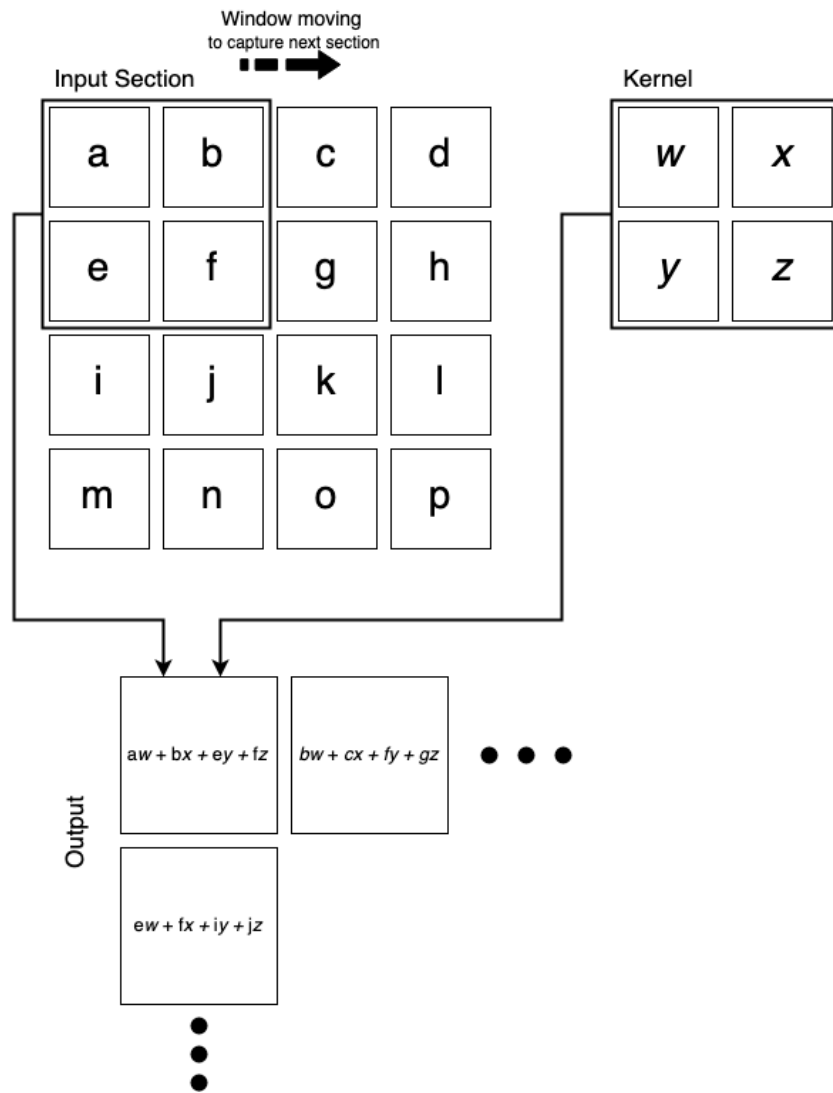 Window moving
to capture next section
Input Section
Kernel
a b c d
w x
e f g h
y z
i j k l
m n o p
Output
aw + bx + ey + fz
bw + cx + fy + gz
ew + fx + iy + jz